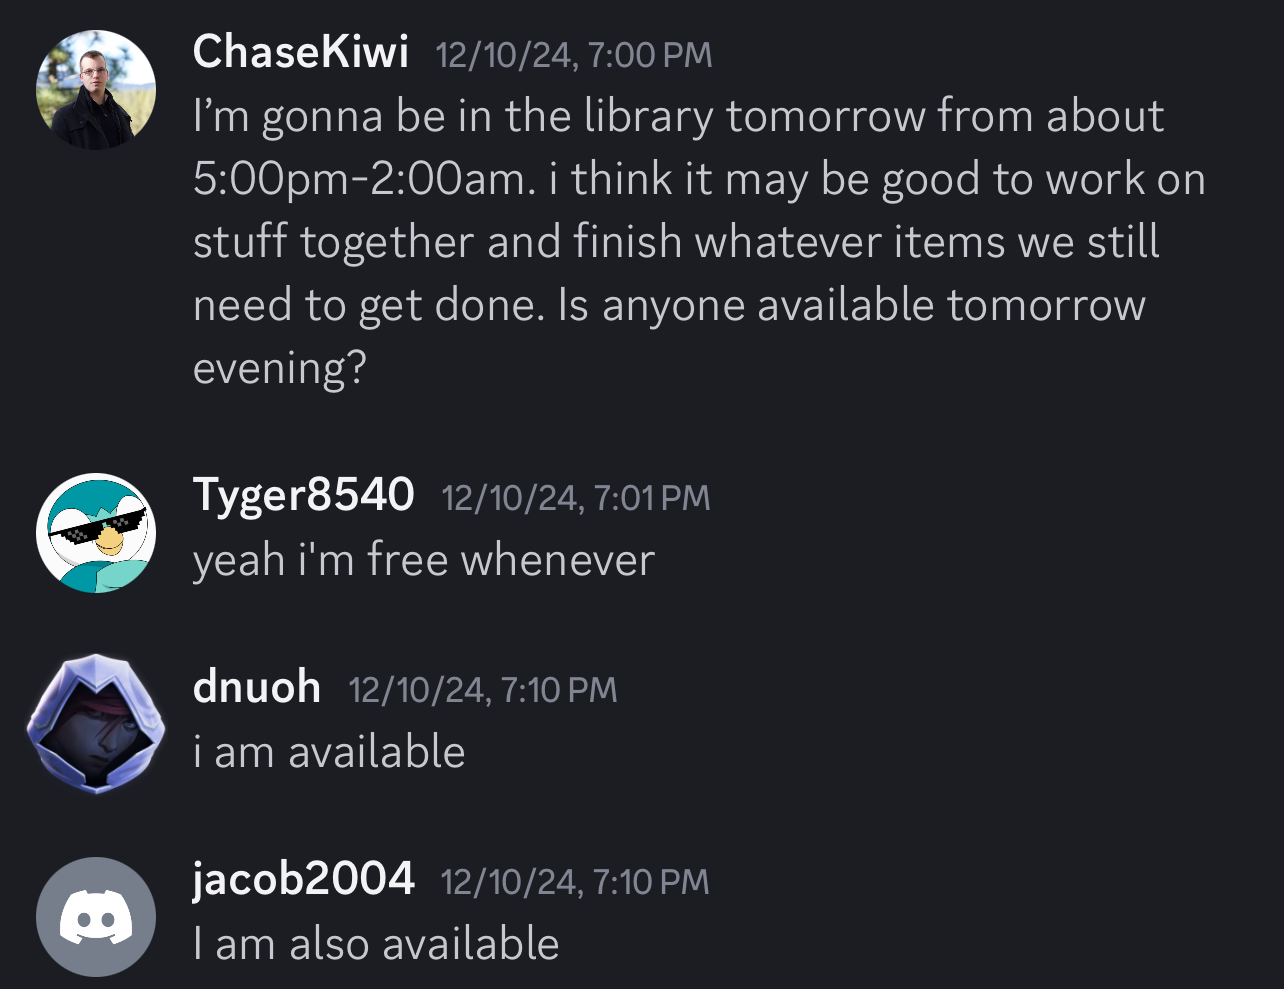 ChaseKiwi 12/10/24, 7:00 PM
I’m gonna be in the library tomorrow from about
5:00pm-2:00am. i think it may be good to work on
stuff together and finish whatever items we still
need to get done. Is anyone available tomorrow
evening?
Tyger8540 12/10/24, 7:01 PM
yeah i'm free whenever
dnuoh 12/10/24, 7:10 PM
i am available
jacob2004 12/10/24, 7:10 PM
I am also available